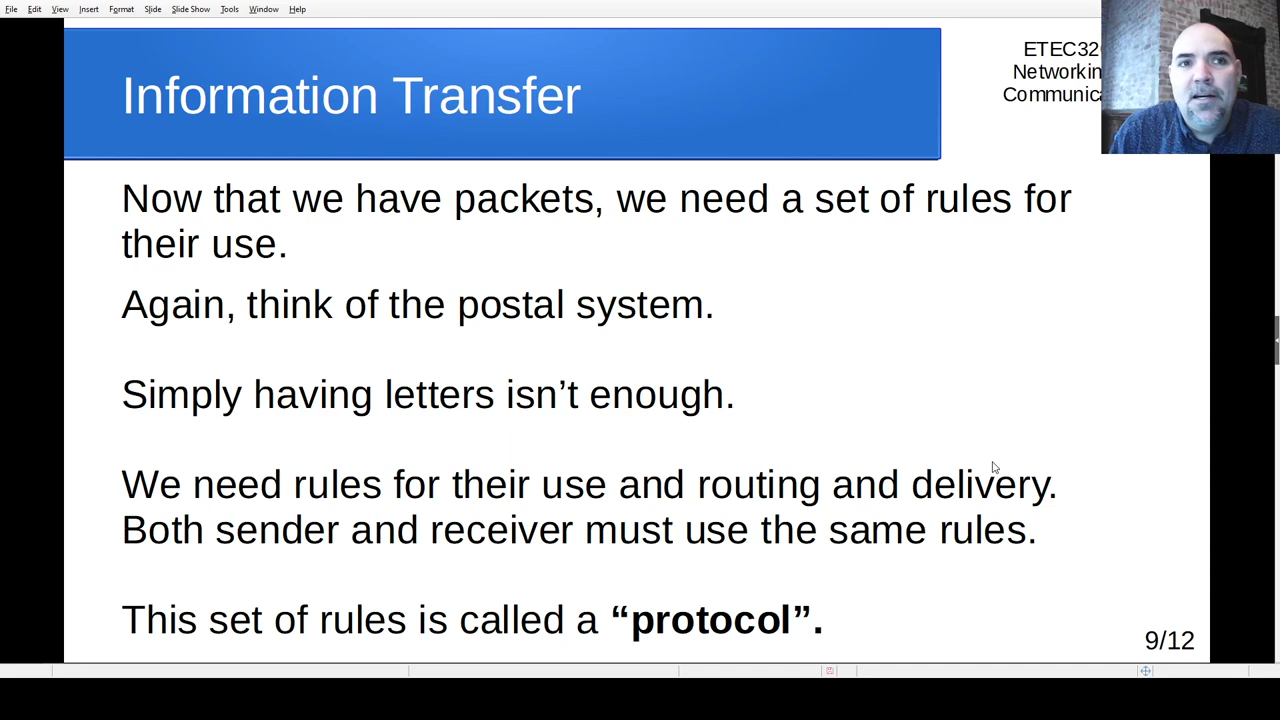 File Edit View Insert Format Slide Slide Show Tools Window Help
Information Transfer
ETEC32
Networkin
Communica
Now that we have packets, we need a set of rules for
their use.
Again, think of the postal system.
Simply having letters isn’t enough.
We need rules for their use and routing and delivery.
Both sender and receiver must use the same rules.
This set of rules is called a “protocol”.
9/12